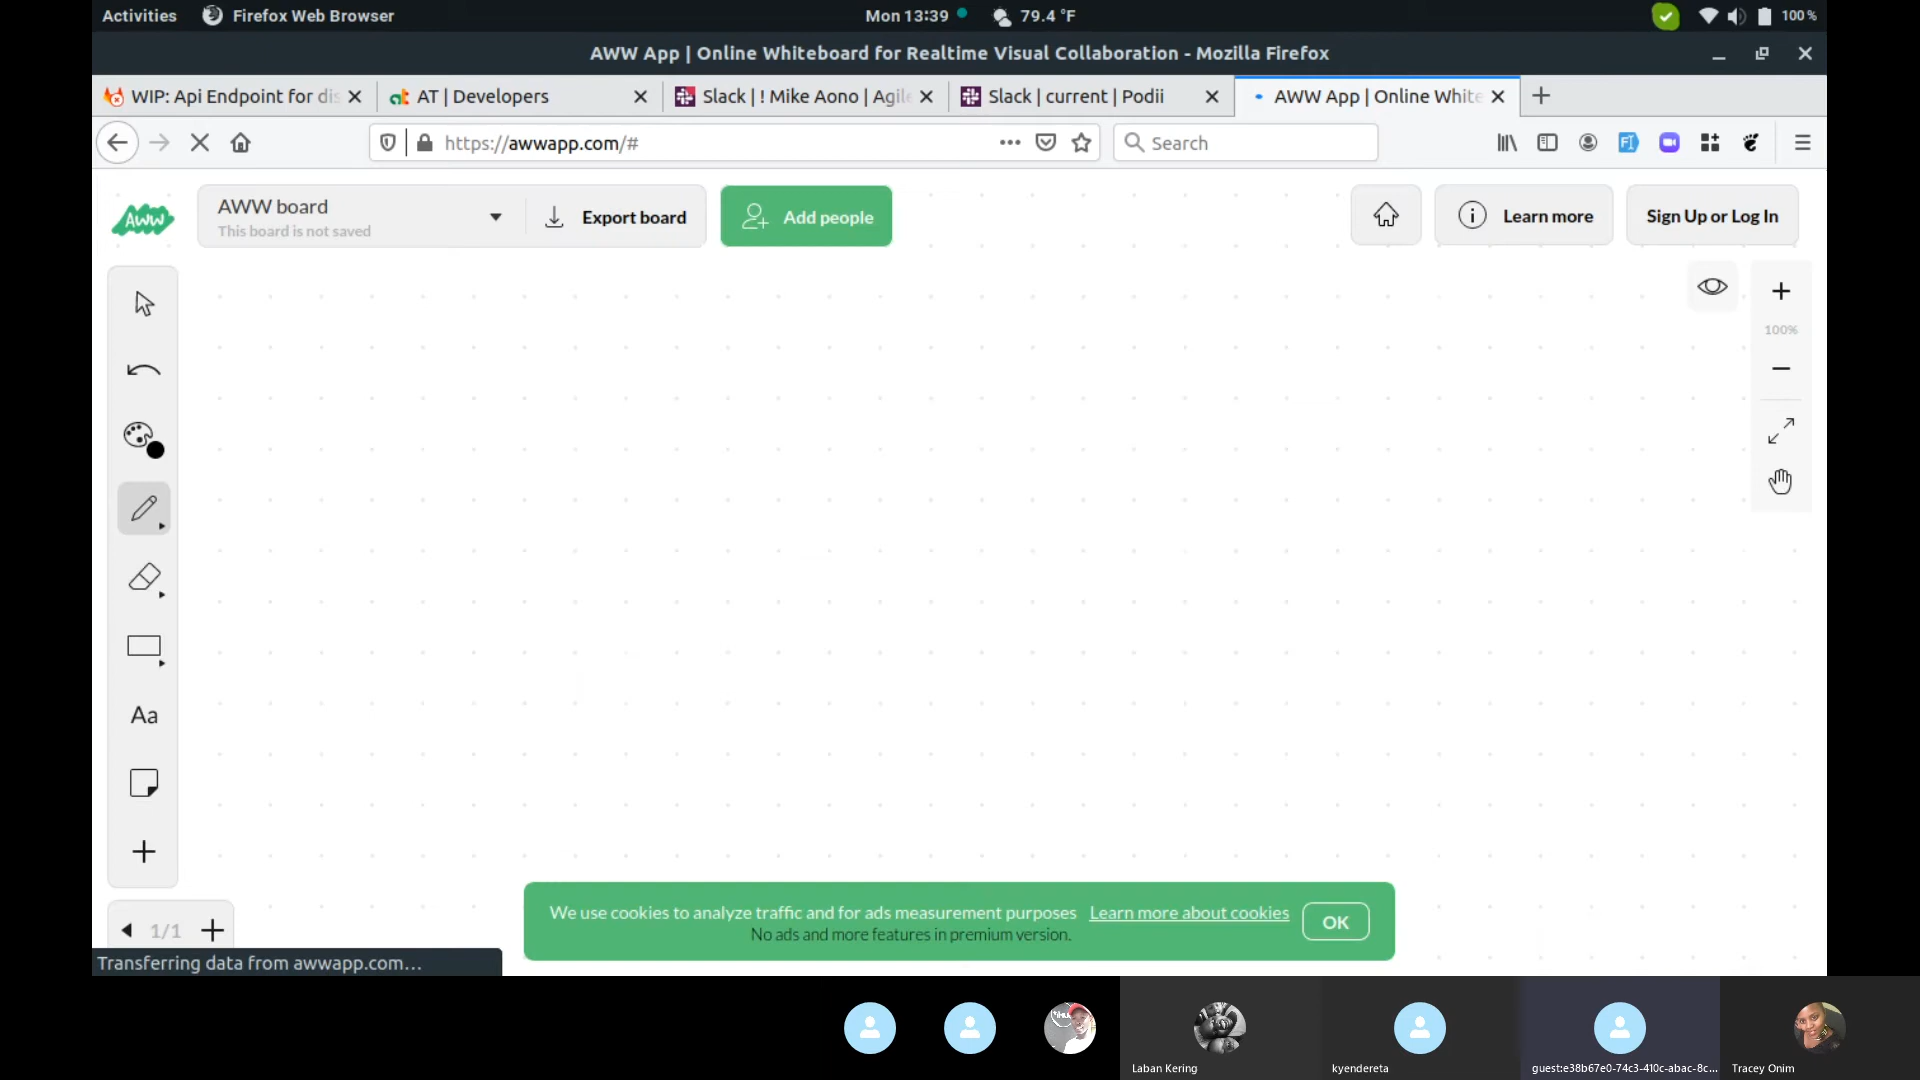 Activities Firefox Web Browser Mon 13:39 79.4 °F 100 %
AWW App | Online Whiteboard for Realtime Visual Collaboration - Mozilla Firefox
WIP: Api Endpoint for dis AT | Developers Slack | ! Mike Aono | Agile Slack | current | Podii AWW App | Online White
https://awwapp.com/# Search
AWW
AWW board
This board is not saved
Export board
Add people
Learn more
Sign Up or Log In
100%
Aa
We use cookies to analyze traffic and for ads measurement purposes Learn more about cookies
No ads and more features in premium version.
OK
1/1
Transferring data from awwapp.com...
Laban Kering kyendereta guest:e38b67e0-74c3-410c-abac-8c... Tracey Onim